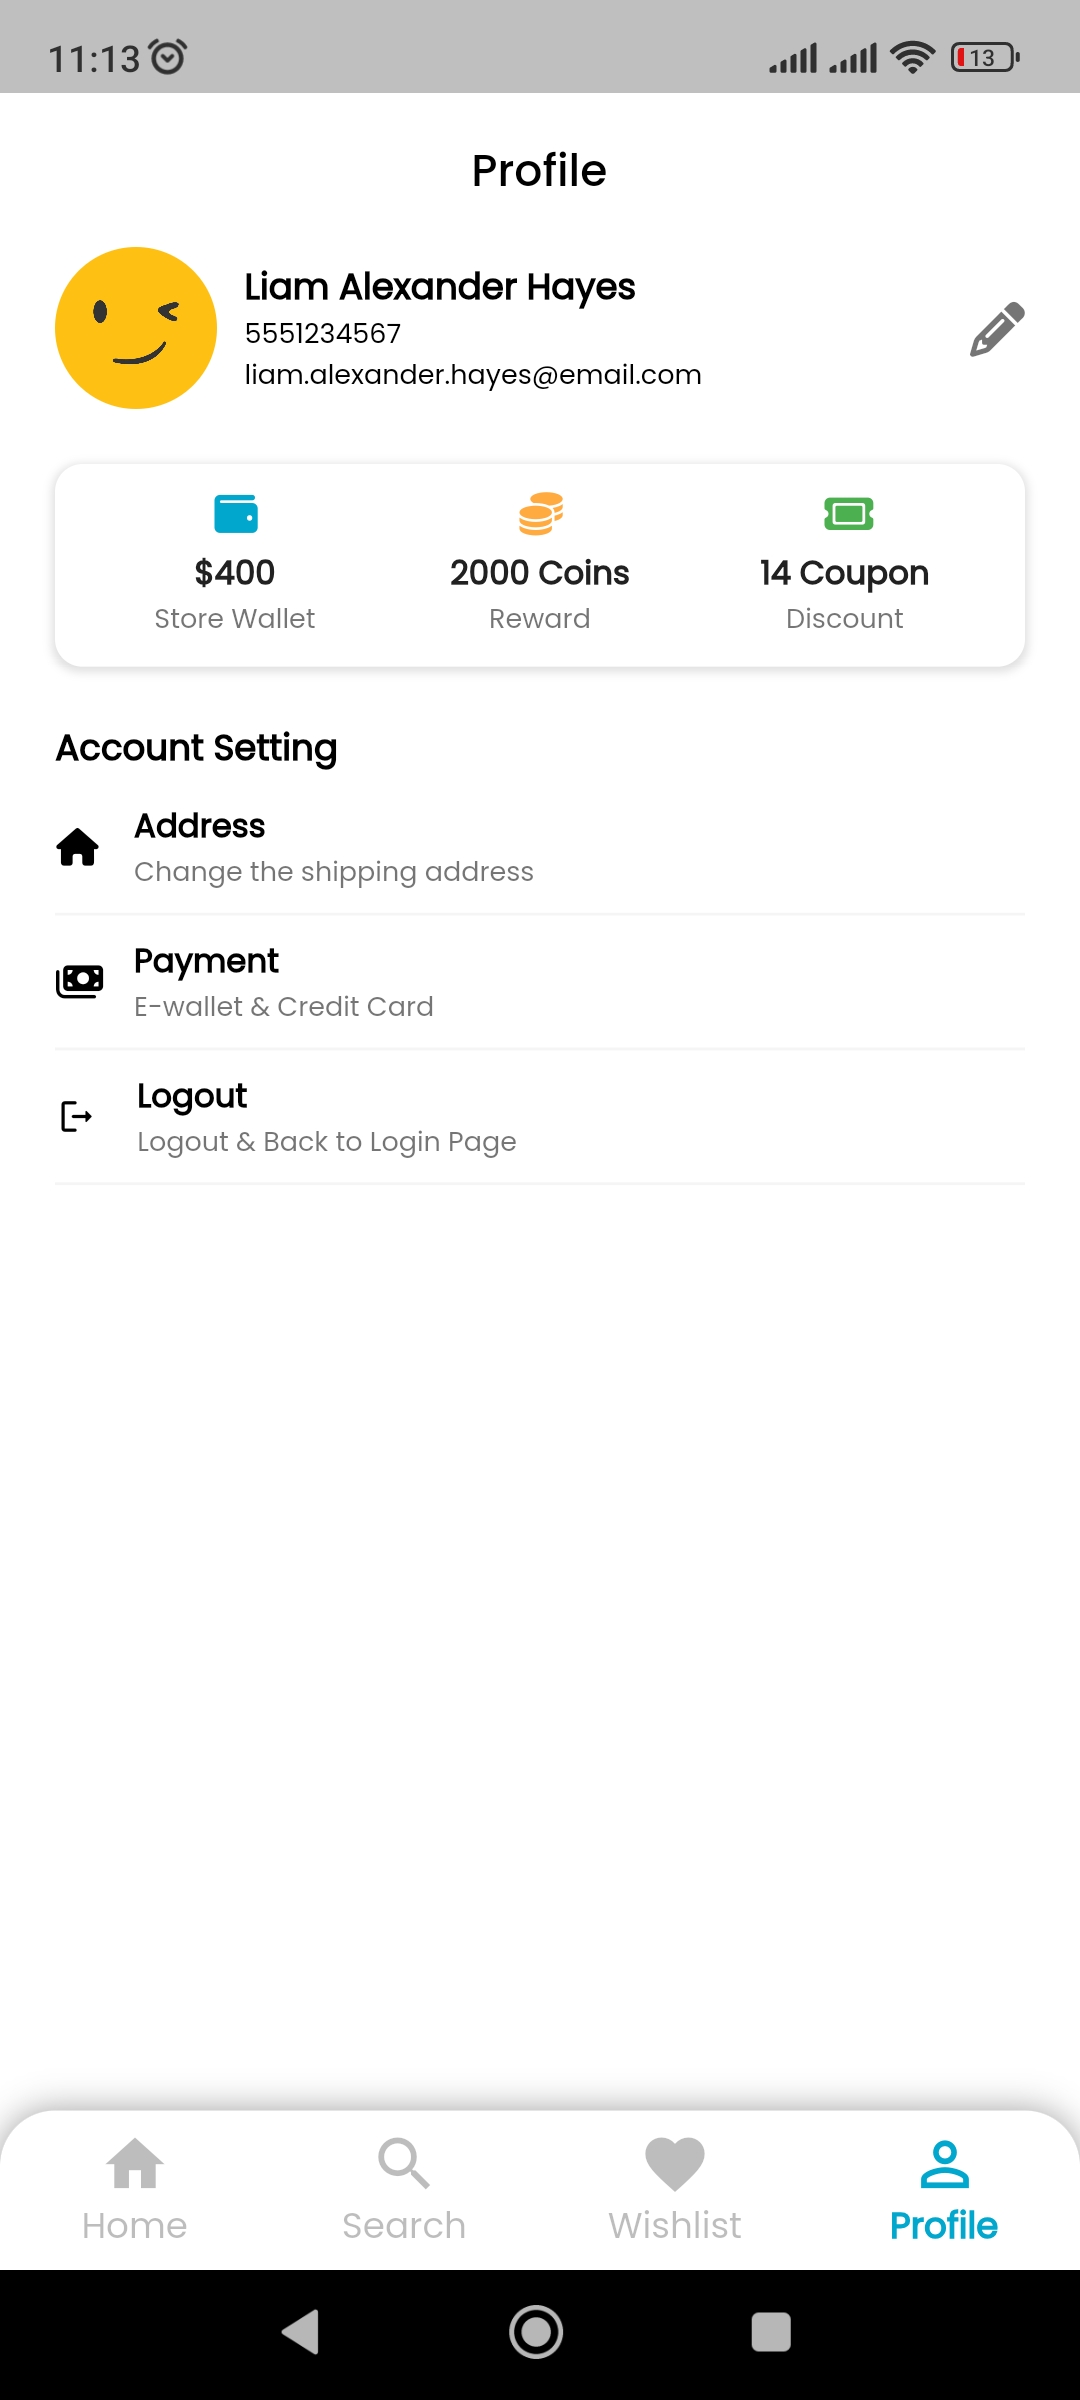 11:13
13
Profile
Liam Alexander Hayes
5551234567
liam.alexander.hayes@email.com
$400
2000 Coins
14 Coupon
Store Wallet
Reward
Discount
Account Setting
Address
Change the shipping address
Payment
E-wallet & Credit Card
Logout
Logout & Back to Login Page
Home
Search
Wishlist
Profile